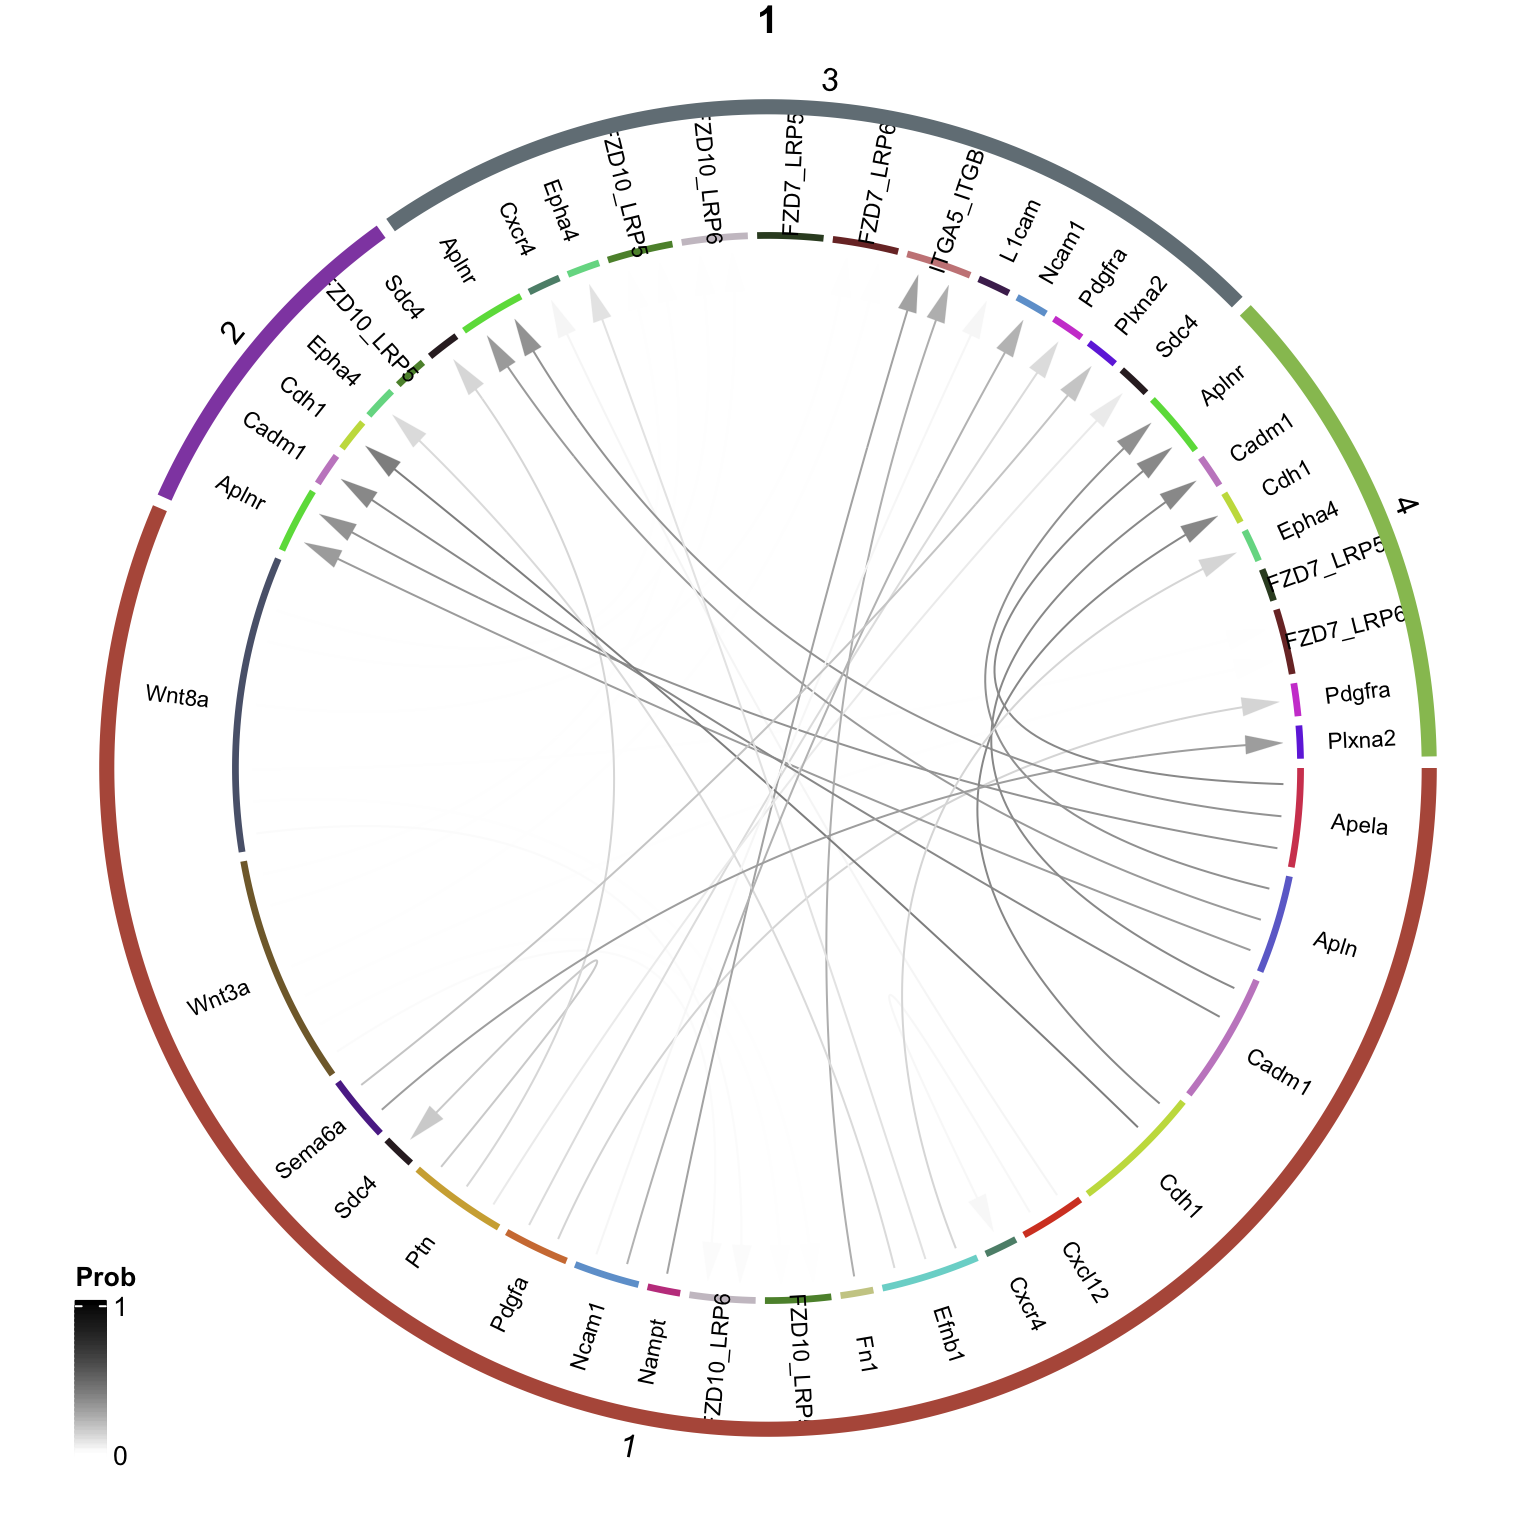 1
3
FZD10_LRP5
FZD10_LRP6
FZD7_LRP5
FZD7_LRP6
ITGA5_ITGB
L1cam
Ncam1
Pdgfra
Plxna2
Sdc4
Epha4
Cxcr4
Aplnr
2
Sdc4
FZD10_LRP5
Epha4
Cdh1
Cadm1
Aplnr
4
Aplnr
Cadm1
Cdh1
Epha4
FZD7_LRP5
FZD7_LRP6
Pdgfra
Plxna2
Apela
Apln
Cadm1
Cdh1
Cxcl12
Cxcr4
Efnb1
Fn1
FZD10_LRP
FZD10_LRP6
Nampt
Ncam1
Pdgfa
Ptn
Sdc4
Sema6a
Wnt3a
Wnt8a
1
Prob
1
0